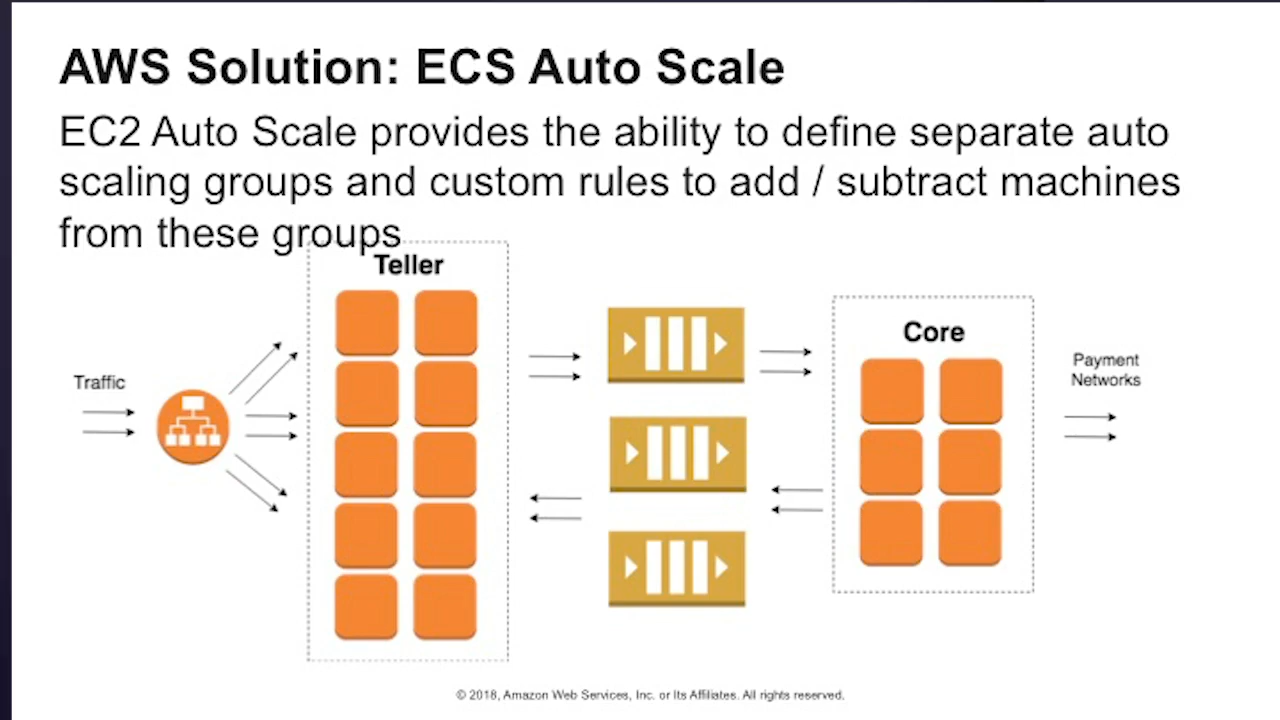 AWS Solution: ECS Auto Scale
EC2 Auto Scale provides the ability to define separate auto
scaling groups and custom rules to add / subtract machines
from these groups
Teller
Core
Traffic
Payment
Networks
© 2018, Amazon Web Services, Inc. or Its Affiliates. All rights reserved.